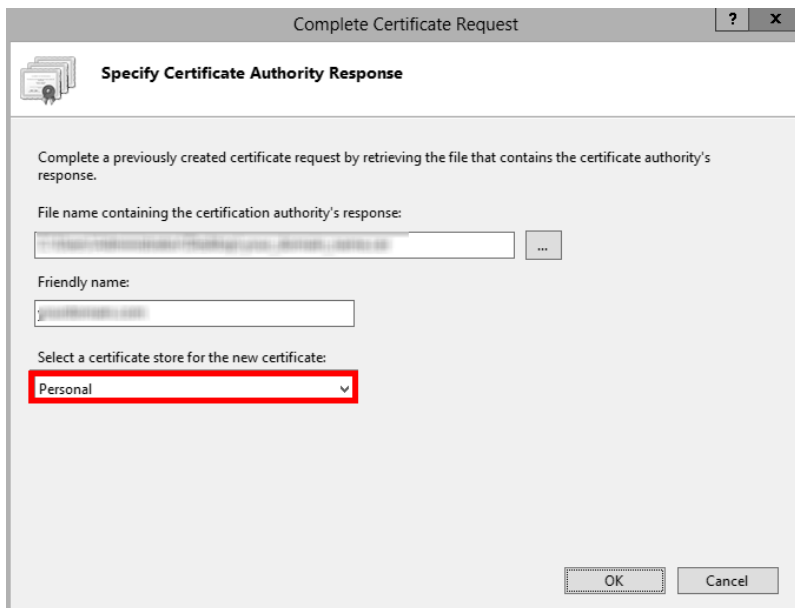 Complete Certificate Request
?
x
Specify Certificate Authority Response
Complete a previously created certificate request by retrieving the file that contains the certificate authority's
response.
File name containing the certification authority's response:
...
Friendly name:
Select a certificate store for the new certificate:
Personal
OK
Cancel